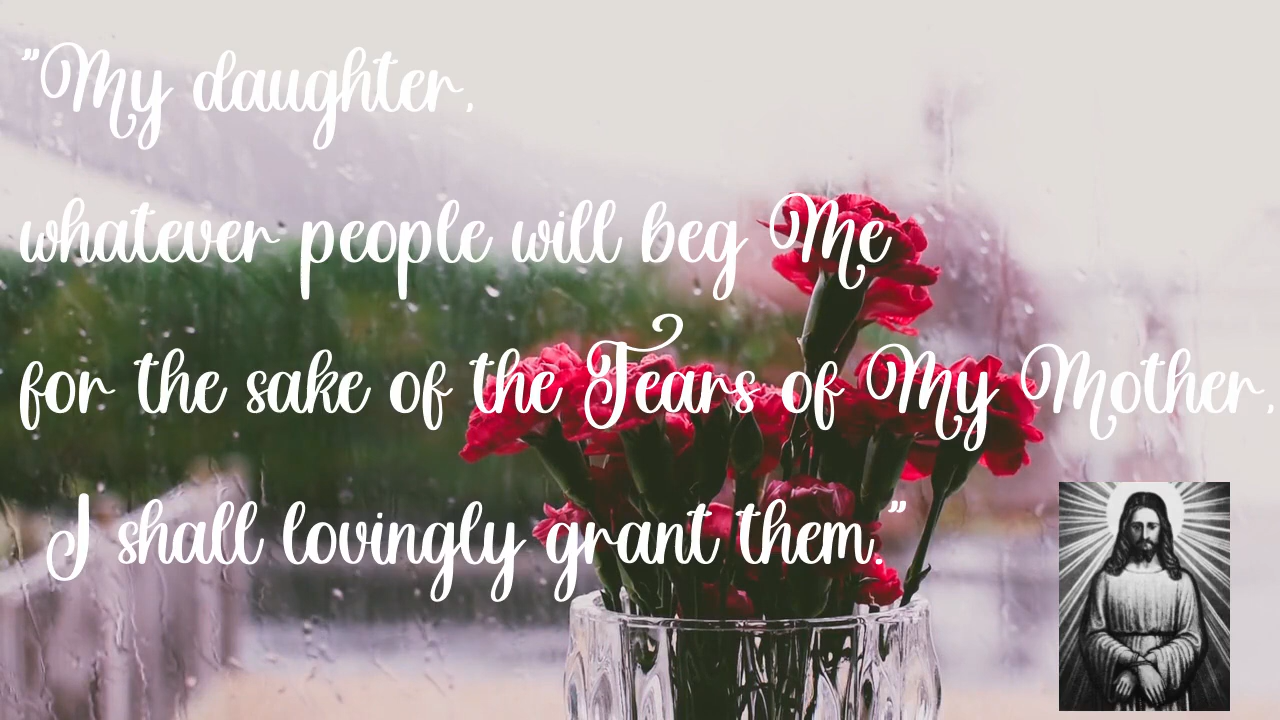 "My daughter,
whatever people will beg Me
for the sake of the Tears of My Mother,
I shall lovingly grant them."